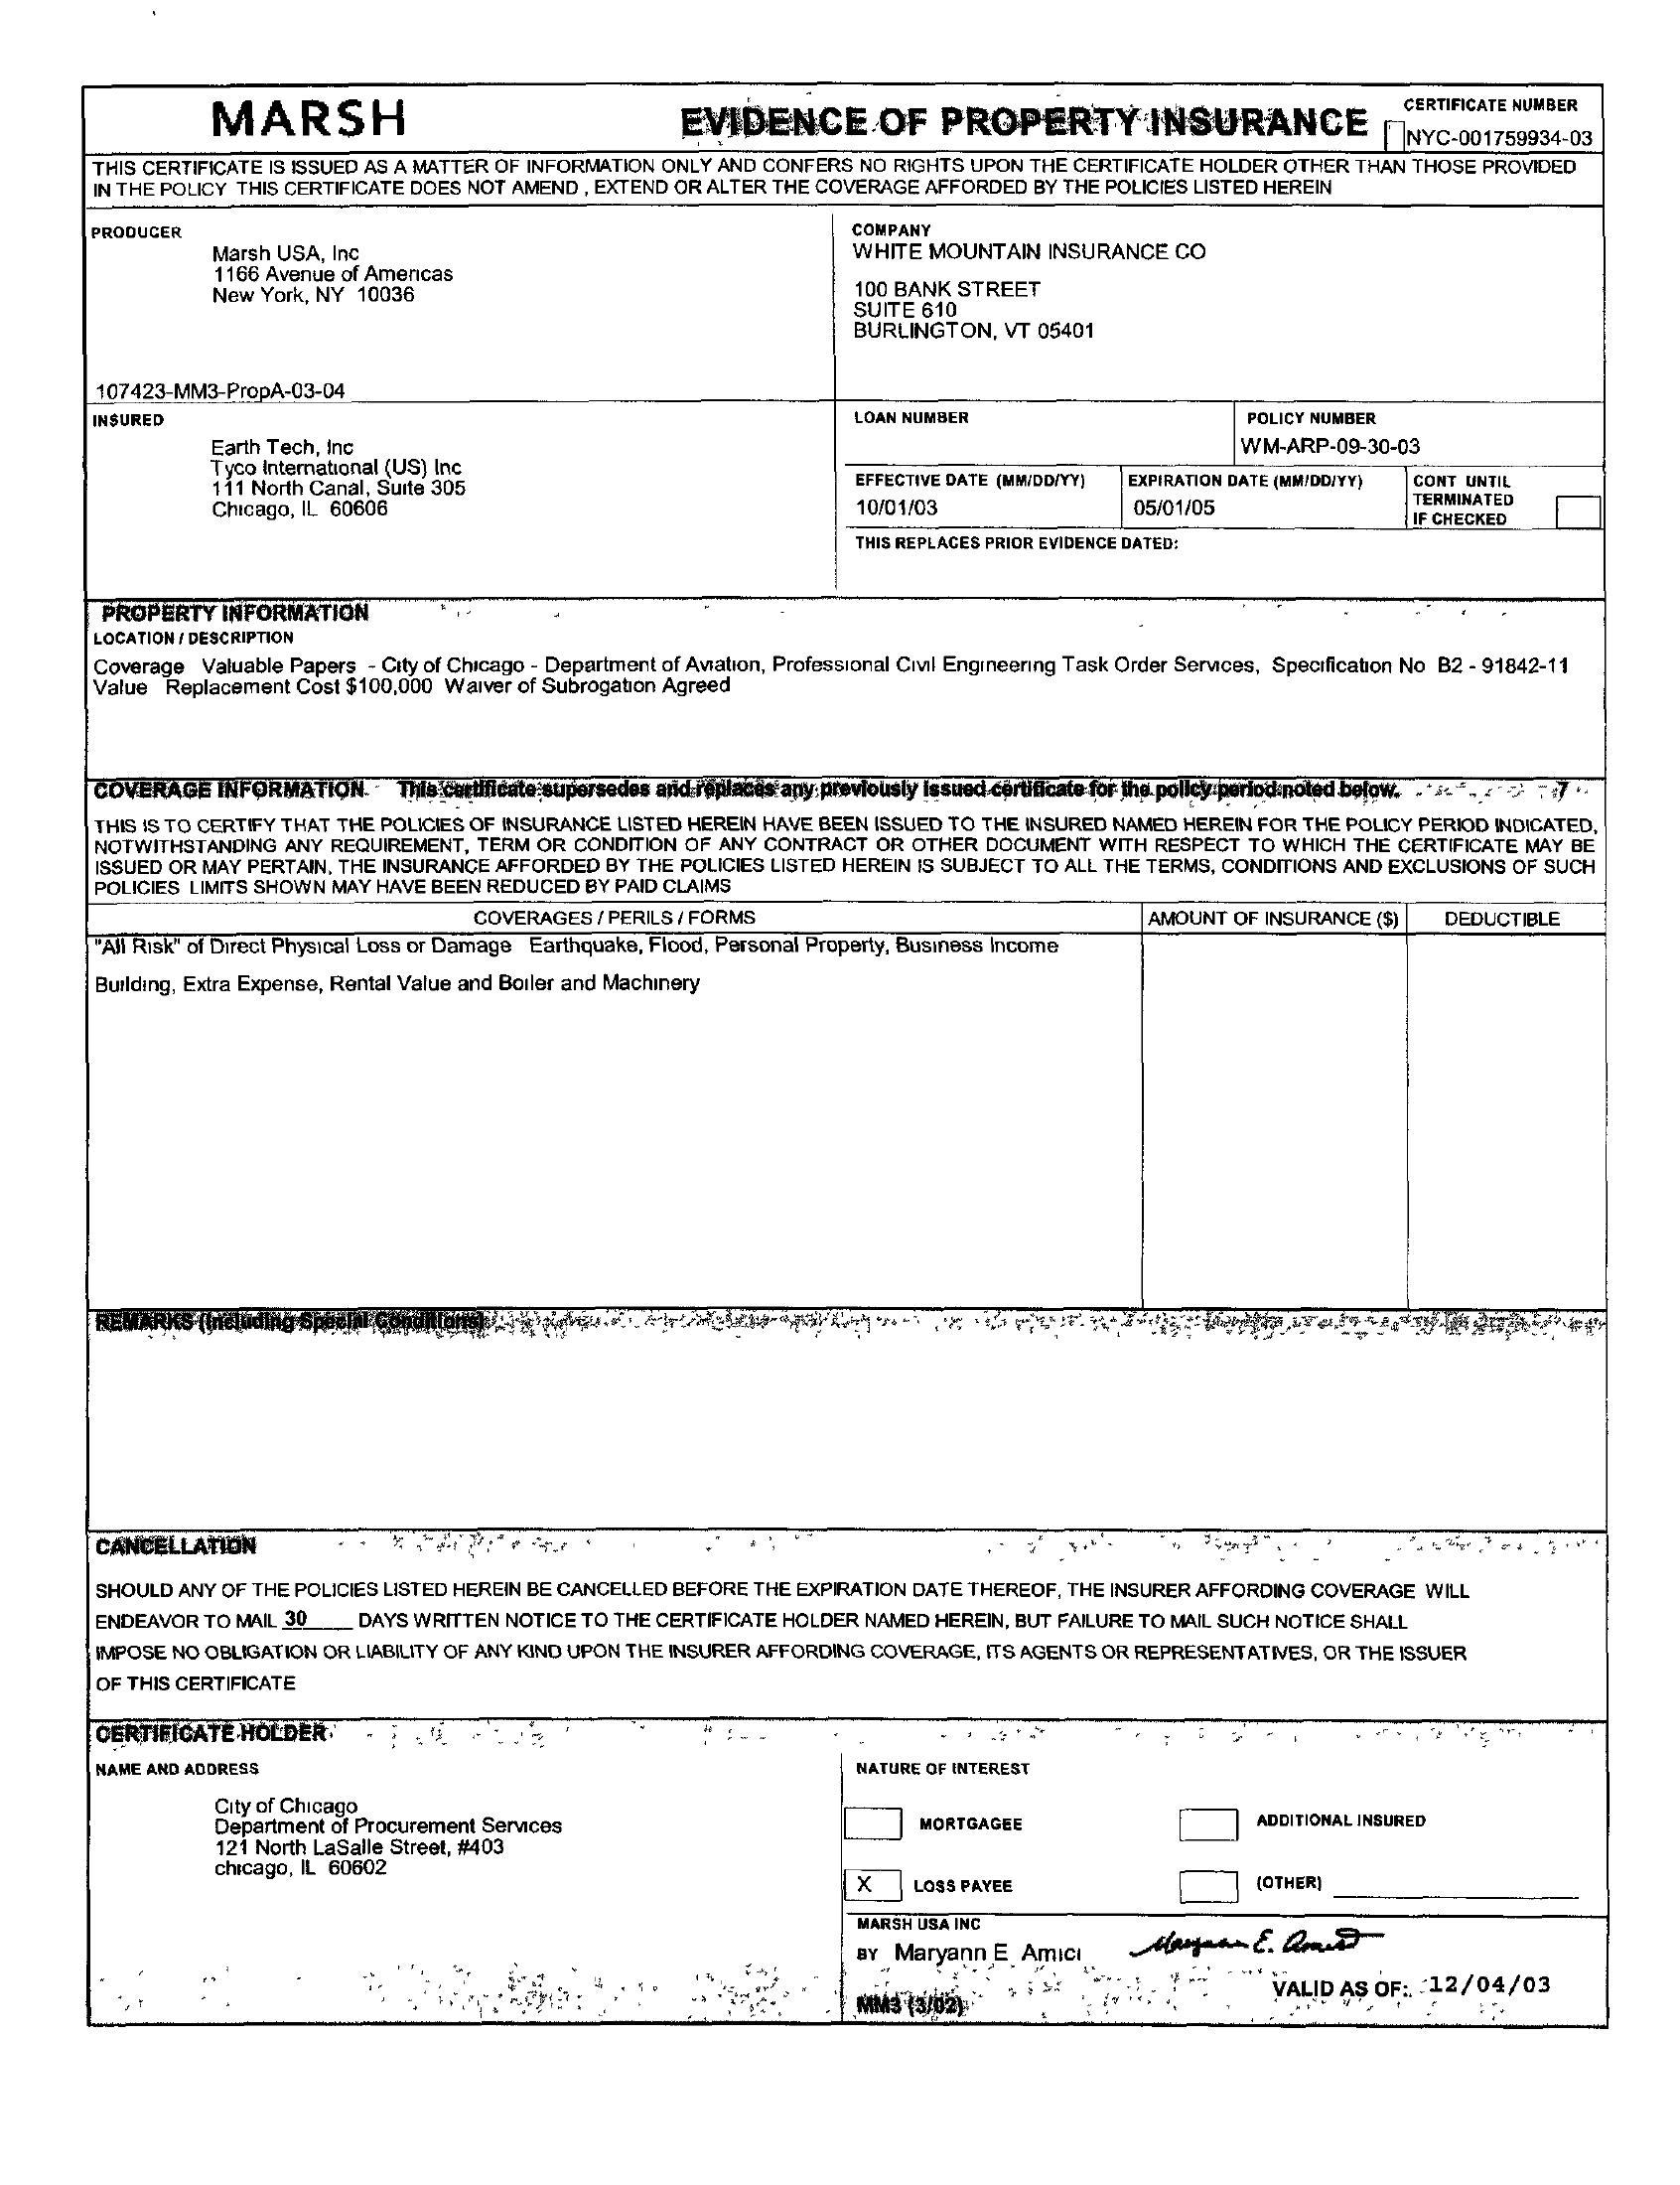 MARSH
EVIDENCE OF PROPERTY INSURANCE
CERTIFICATE NUMBER
NYC-001759934-03
THIS CERTIFICATE IS ISSUED AS A MATTER OF INFORMATION ONLY AND CONFERS NO RIGHTS UPON THE CERTIFICATE HOLDER OTHER THAN THOSE PROVIDED
IN THE POLICY THIS CERTIFICATE DOES NOT AMEND , EXTEND OR ALTER THE COVERAGE AFFORDED BY THE POLICIES LISTED HEREIN
PRODUCER
Marsh USA, Inc
1166 Avenue of Americas
New York, NY 10036
107423-MM3-PropA-03-04
COMPANY
WHITE MOUNTAIN INSURANCE CO
100 BANK STREET
SUITE 610
BURLINGTON, VT 05401
INSURED
Earth Tech, Inc
Tyco International (US) Inc
111 North Canal, Suite 305
Chicago, IL 60606
LOAN NUMBER
POLICY NUMBER
WM-ARP-09-30-03
EFFECTIVE DATE (MM/DD/YY)
10/01/03
EXPIRATION DATE (MM/DD/YY)
05/01/05
CONT UNTIL
TERMINATED
IF CHECKED
THIS REPLACES PRIOR EVIDENCE DATED:
PROPERTY INFORMATION
LOCATION / DESCRIPTION
Coverage Valuable Papers - City of Chicago - Department of Aviation, Professional Civil Engineering Task Order Services, Specification No B2 - 91842-11
Value Replacement Cost $100,000 Waiver of Subrogation Agreed
COVERAGE INFORMATION This certificate supersedes and replaces any previously issued certificate for the policy period noted below. 7
THIS IS TO CERTIFY THAT THE POLICIES OF INSURANCE LISTED HEREIN HAVE BEEN ISSUED TO THE INSURED NAMED HEREIN FOR THE POLICY PERIOD INDICATED,
NOTWITHSTANDING ANY REQUIREMENT, TERM OR CONDITION OF ANY CONTRACT OR OTHER DOCUMENT WITH RESPECT TO WHICH THE CERTIFICATE MAY BE
ISSUED OR MAY PERTAIN, THE INSURANCE AFFORDED BY THE POLICIES LISTED HEREIN IS SUBJECT TO ALL THE TERMS, CONDITIONS AND EXCLUSIONS OF SUCH
POLICIES LIMITS SHOWN MAY HAVE BEEN REDUCED BY PAID CLAIMS
COVERAGES / PERILS / FORMS
AMOUNT OF INSURANCE ($)
DEDUCTIBLE
"All Risk" of Direct Physical Loss or Damage Earthquake, Flood, Personal Property, Business Income
Building, Extra Expense, Rental Value and Boiler and Machinery
REMARKS (Including Special Conditions)
CANCELLATION
SHOULD ANY OF THE POLICIES LISTED HEREIN BE CANCELLED BEFORE THE EXPIRATION DATE THEREOF, THE INSURER AFFORDING COVERAGE WILL
ENDEAVOR TO MAIL 30 DAYS WRITTEN NOTICE TO THE CERTIFICATE HOLDER NAMED HEREIN, BUT FAILURE TO MAIL SUCH NOTICE SHALL
IMPOSE NO OBLIGATION OR LIABILITY OF ANY KIND UPON THE INSURER AFFORDING COVERAGE, ITS AGENTS OR REPRESENTATIVES, OR THE ISSUER
OF THIS CERTIFICATE
CERTIFICATE HOLDER
NAME AND ADDRESS
City of Chicago
Department of Procurement Services
121 North LaSalle Street, #403
chicago, IL 60602
NATURE OF INTEREST
MORTGAGEE
ADDITIONAL INSURED
X LOSS PAYEE
(OTHER)
MARSH USA INC
BY Maryann E Amici
Maryann E. Amici
MM3 (3/02)
VALID AS OF: 12/04/03